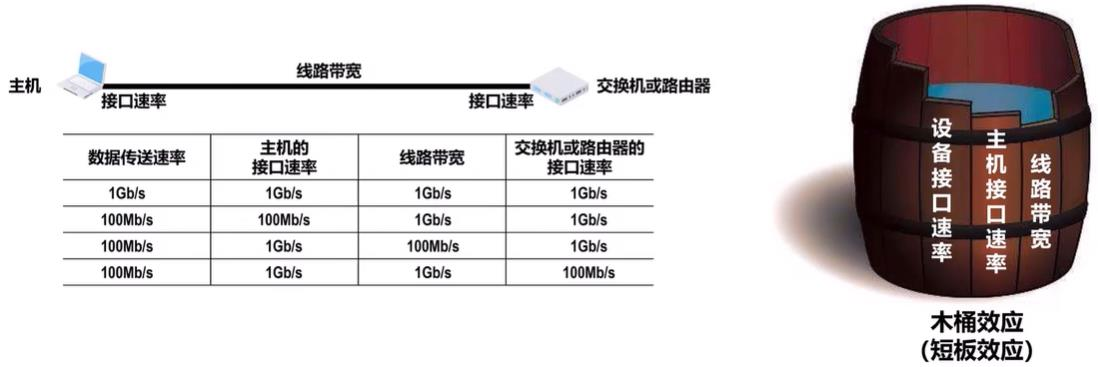 线路带宽
主机
接口速率
接口速率
交换机或路由器
数据传送速率 主机的接口速率 线路带宽 交换机或路由器的接口速率
1Gb/s 1Gb/s 1Gb/s 1Gb/s
100Mb/s 100Mb/s 1Gb/s 1Gb/s
100Mb/s 1Gb/s 100Mb/s 1Gb/s
100Mb/s 1Gb/s 1Gb/s 100Mb/s
设备接口速率
主机接口速率
线路带宽
木桶效应
(短板效应)